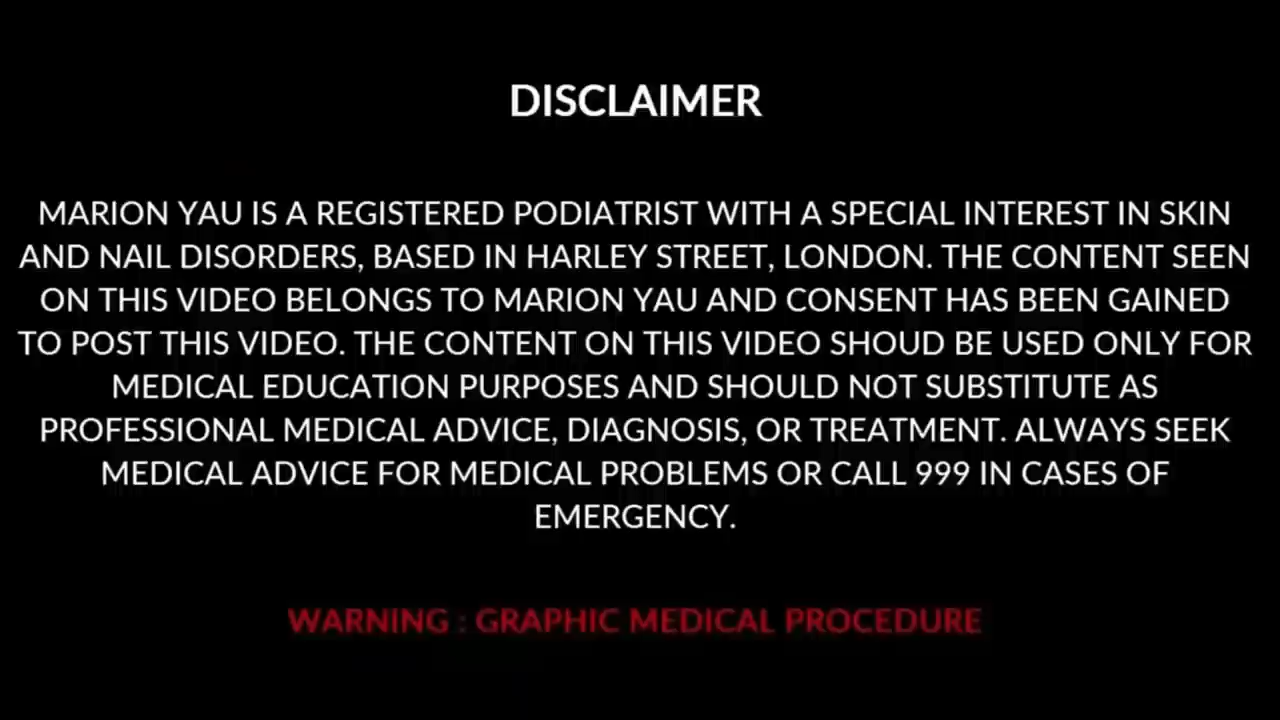 DISCLAIMER
MARION YAU IS A REGISTERED PODIATRIST WITH A SPECIAL INTEREST IN SKIN
AND NAIL DISORDERS, BASED IN HARLEY STREET, LONDON. THE CONTENT SEEN
ON THIS VIDEO BELONGS TO MARION YAU AND CONSENT HAS BEEN GAINED
TO POST THIS VIDEO. THE CONTENT ON THIS VIDEO SHOUD BE USED ONLY FOR
MEDICAL EDUCATION PURPOSES AND SHOULD NOT SUBSTITUTE AS
PROFESSIONAL MEDICAL ADVICE, DIAGNOSIS, OR TREATMENT. ALWAYS SEEK
MEDICAL ADVICE FOR MEDICAL PROBLEMS OR CALL 999 IN CASES OF
EMERGENCY.
WARNING : GRAPHIC MEDICAL PROCEDURE